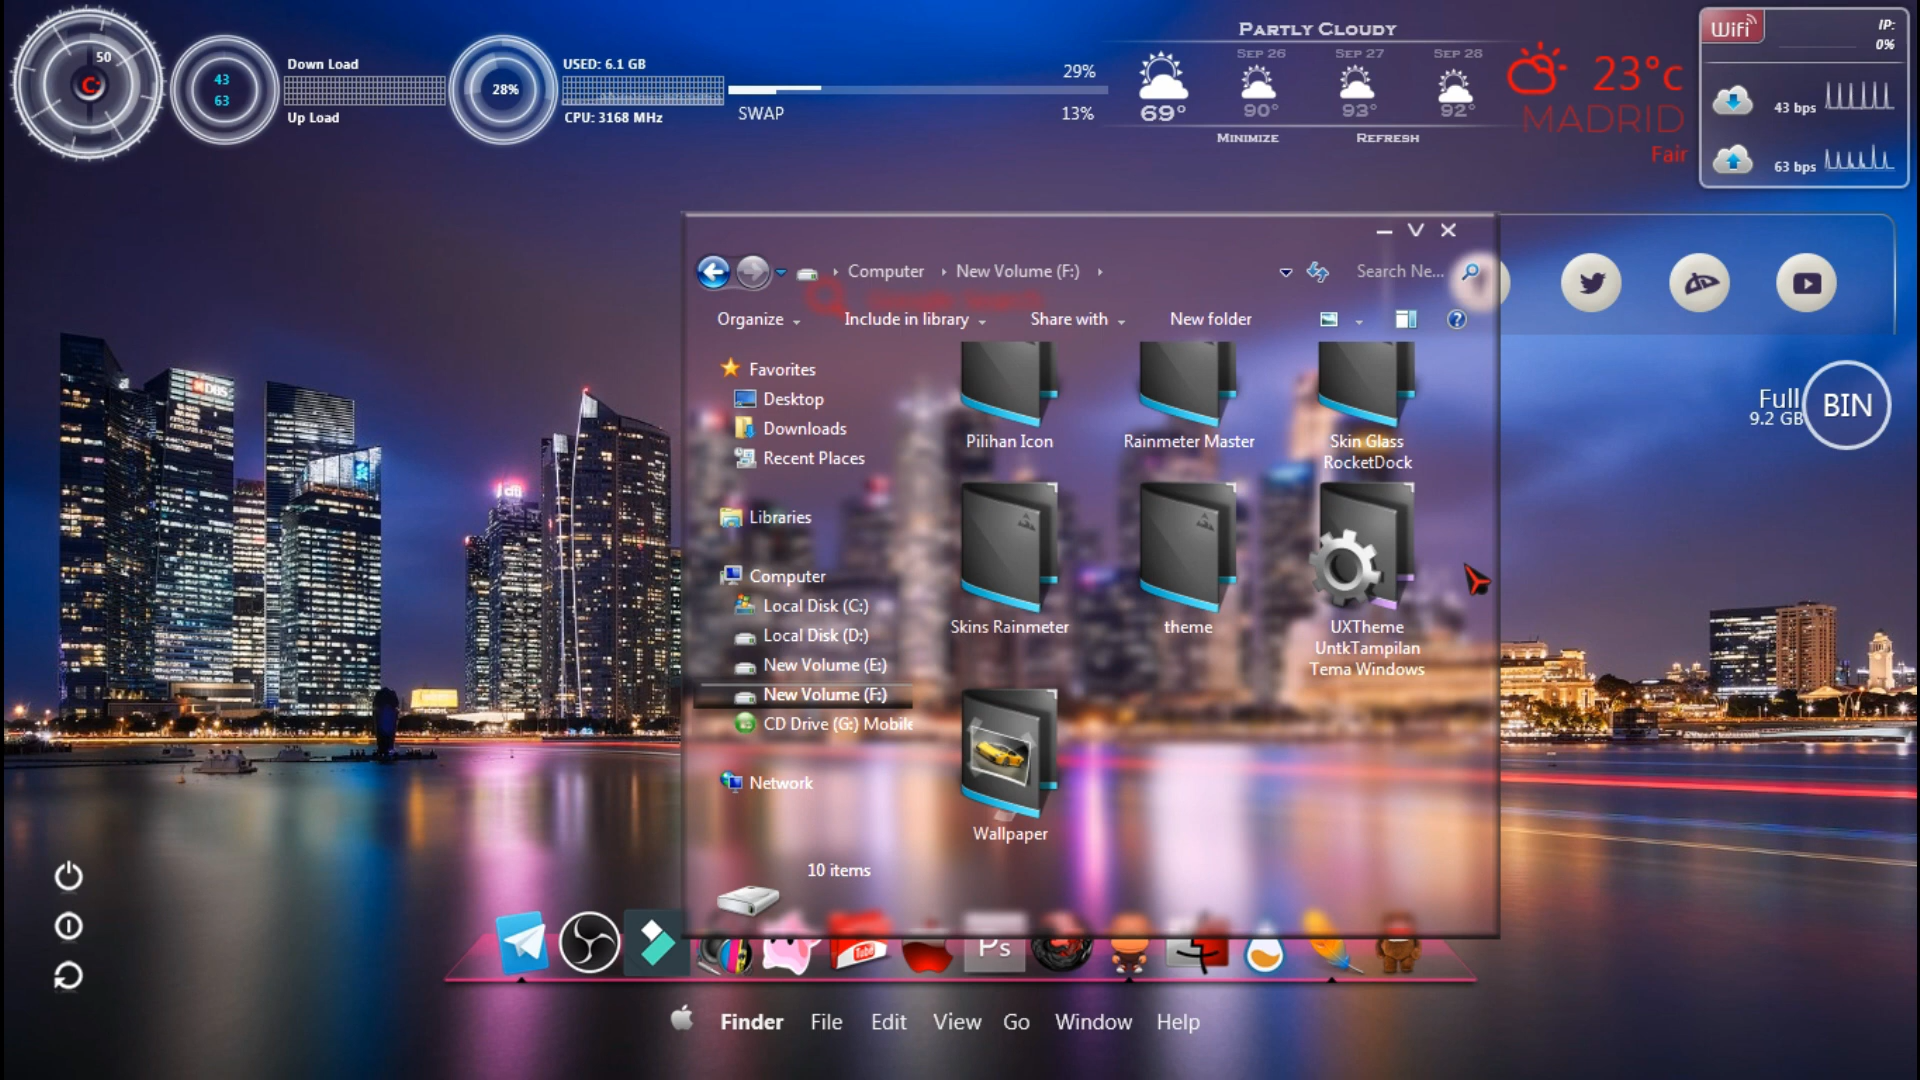 50
C:
43
63
Down Load
Up Load
28%
USED: 6.1 GB
CPU: 3168 MHz
29%
SWAP
13%
Partly Cloudy
Sep 26
Sep 27
Sep 28
69°
90°
93°
92°
Minimize
Refresh
23°c
MADRID
Fair
Wifi
IP:
0%
43 bps
63 bps
Computer
New Volume (F:)
Search Ne...
Organize
Include in library
Share with
New folder
Favorites
Desktop
Downloads
Recent Places
Libraries
Computer
Local Disk (C:)
Local Disk (D:)
New Volume (E:)
New Volume (F:)
CD Drive (G:) Mobile
Network
Pilihan Icon
Rainmeter Master
Skin Glass
RocketDock
Skins Rainmeter
theme
UXTheme
UntkTampilan
Tema Windows
Wallpaper
10 items
Full
9.2 GB
BIN
DBS
citi
Tube
Ps
Finder
File
Edit
View
Go
Window
Help